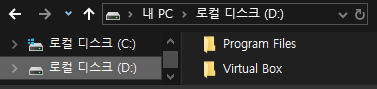 내 PC > 로컬 디스크 (D:)
로컬 디스크 (C:)
로컬 디스크 (D:)
Program Files
Virtual Box